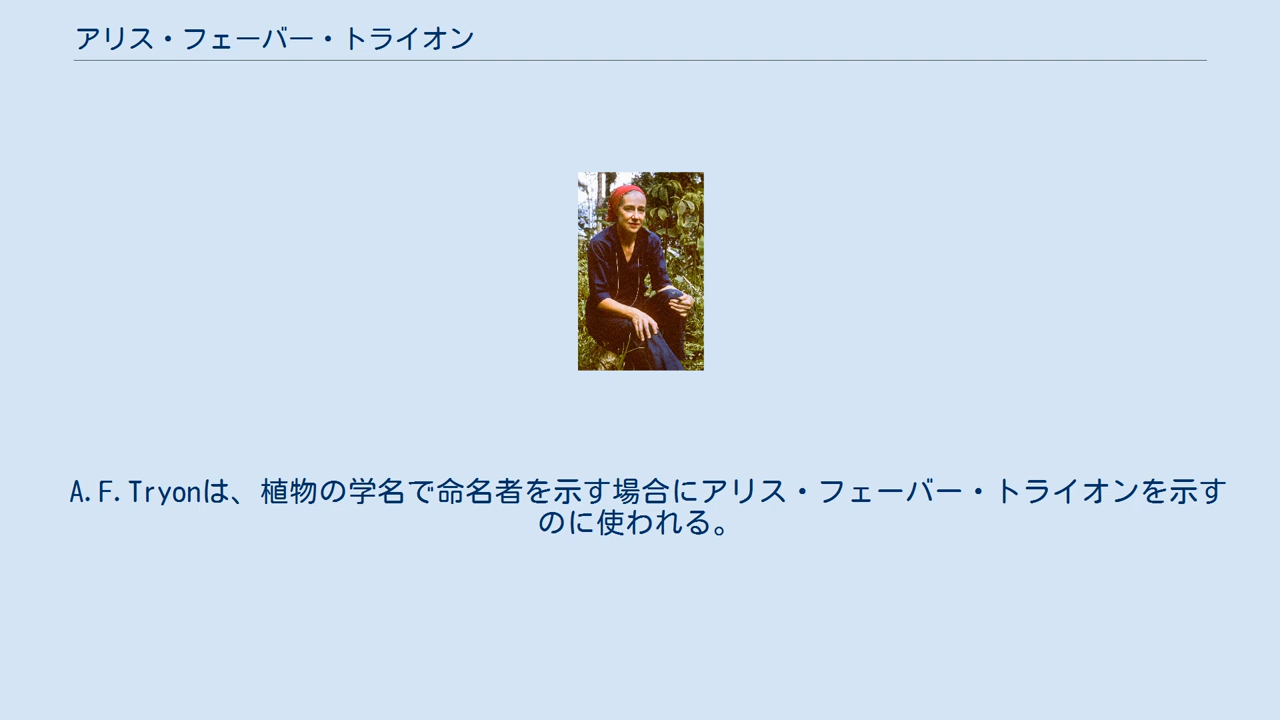 アリス・フェーバー・トライオン
A.F.Tryonは、植物の学名で命名者を示す場合にアリス・フェーバー・トライオンを示す
のに使われる。